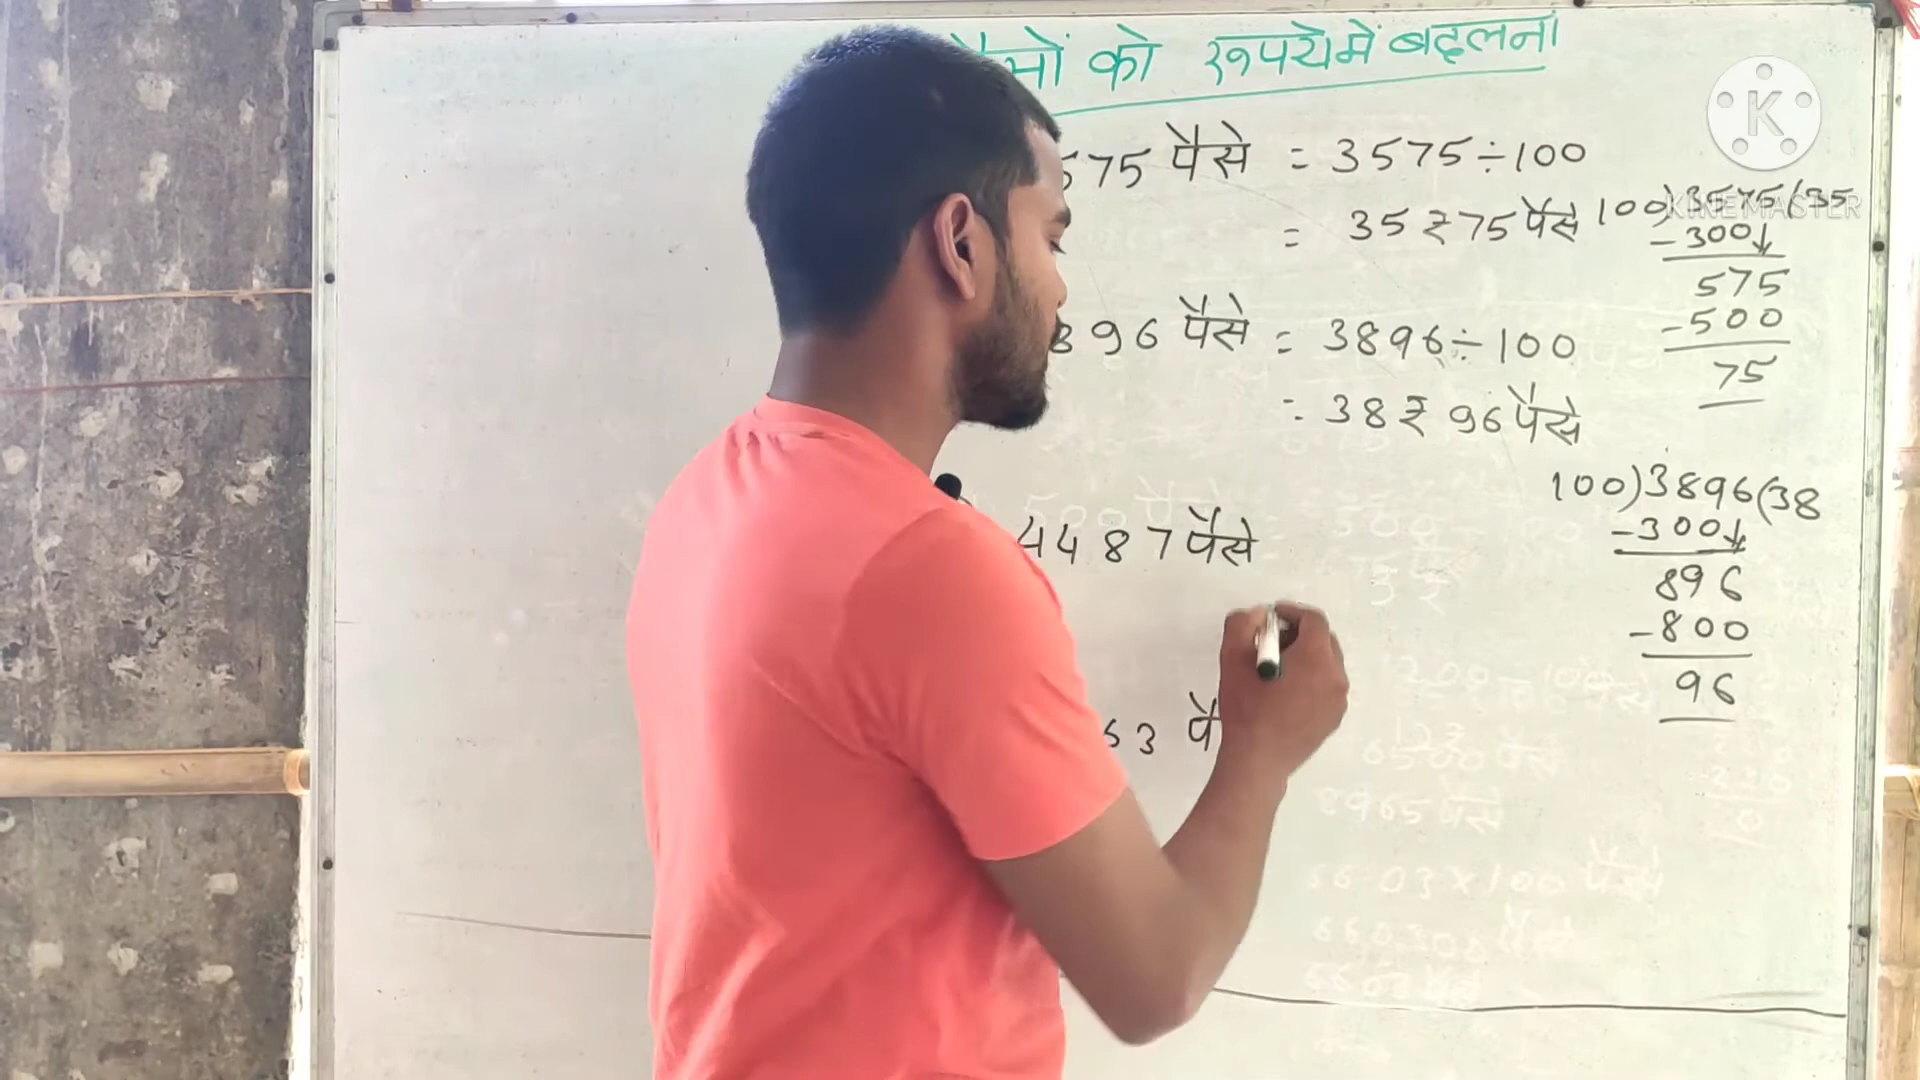 को रूपये में बदलना
575 पैसे = 3575 ÷ 100
= 35 ₹ 75 पैसे
100)3575(35
-300↓
575
-500
75
896 पैसे = 3896 ÷ 100
= 38 ₹ 96 पैसे
100)3896(38
-300↓
896
-800
96
4487 पैसे
63 पै
K
KINEMASTER